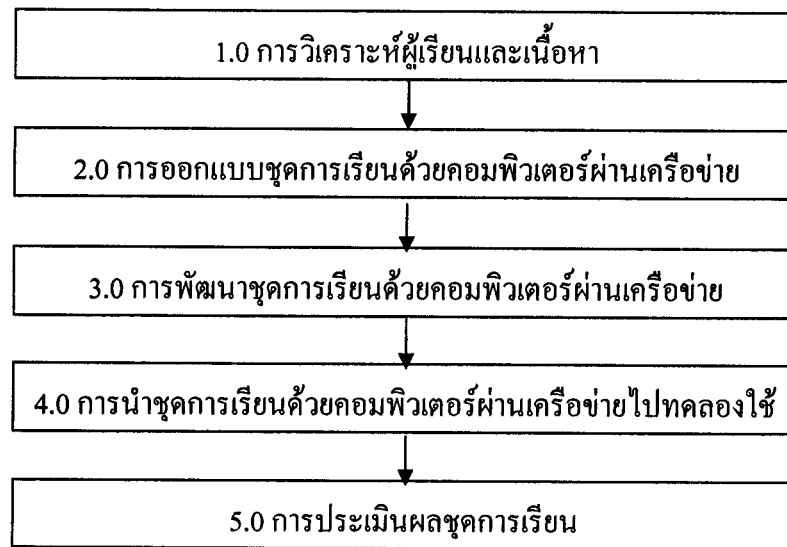 1.0 การวิเคราะห์ผู้เรียนและเนื้อหา
2.0 การออกแบบชุดการเรียนด้วยคอมพิวเตอร์ผ่านเครือข่าย
3.0 การพัฒนาชุดการเรียนด้วยคอมพิวเตอร์ผ่านเครือข่าย
4.0 การนำชุดการเรียนด้วยคอมพิวเตอร์ผ่านเครือข่ายไปทดลองใช้
5.0 การประเมินผลชุดการเรียน